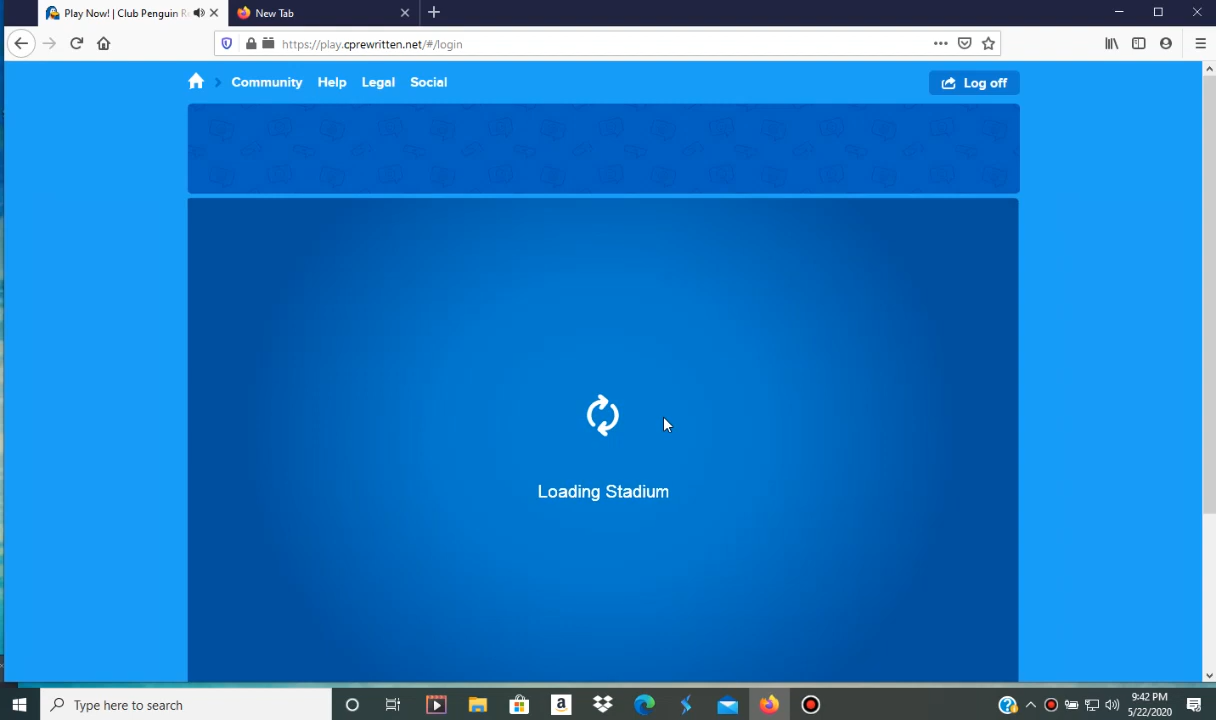 Play Now! | Club Penguin Re
New Tab
https://play.cprewritten.net/#/login
Community Help Legal Social
Log off
Loading Stadium
Type here to search
9:42 PM
5/22/2020